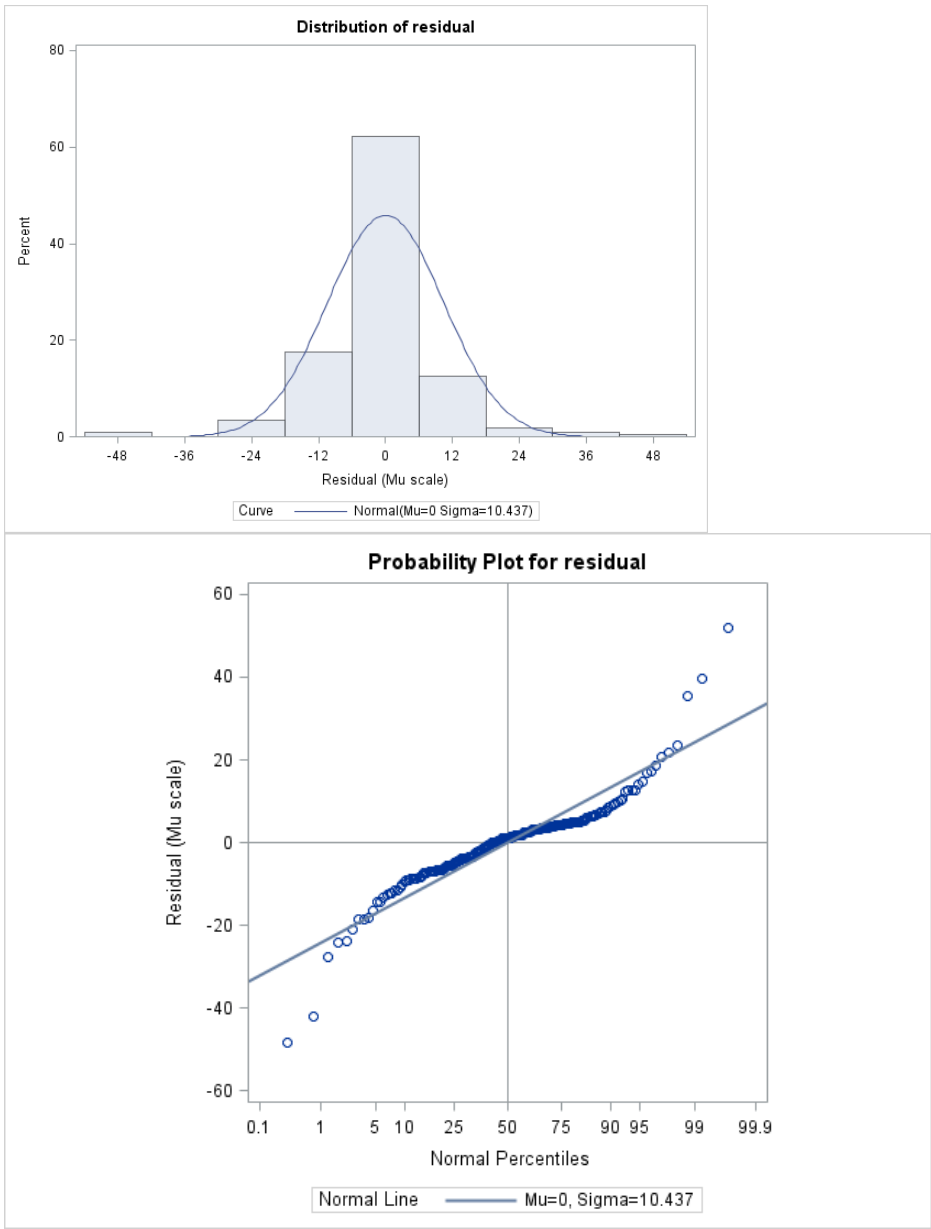 Distribution of residual
80
60
40
20
0
Percent
-48 -36 -24 -12 0 12 24 36 48
Residual (Mu scale)
Curve Normal(Mu=0 Sigma=10.437)
Probability Plot for residual
60
40
20
0
-20
-40
-60
Residual (Mu scale)
0.1 1 5 10 25 50 75 90 95 99 99.9
Normal Percentiles
Normal Line Mu=0, Sigma=10.437